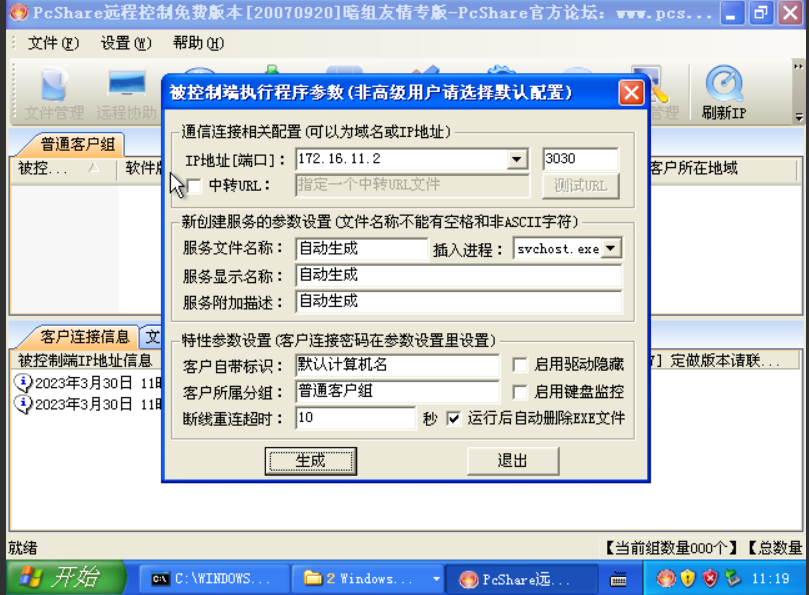 PcShare远程控制免费版本[20070920]暗组友情专版-PcShare官方论坛: www.pcs...
文件(F) 设置(W) 帮助(H)
文件管理 远程协助 管理 刷新IP
普通客户组
被控... 软件版 客户所在地域
被控制端执行程序参数(非高级用户请选择默认配置)
通信连接相关配置(可以为域名或IP地址)
IP地址[端口]: 172.16.11.2 3030
中转URL: 指定一个中转URL文件 测试URL
新创建服务的参数设置(文件名称不能有空格和非ASCII字符)
服务文件名称: 自动生成 插入进程: svchost.exe
服务显示名称: 自动生成
服务附加描述: 自动生成
特性参数设置(客户连接密码在参数设置里设置)
客户自带标识: 默认计算机名 启用驱动隐藏
客户所属分组: 普通客户组 启用键盘监控
断线重连超时: 10 秒 运行后自动删除EXE文件
生成 退出
客户连接信息 文
被控制端IP地址信息 ] 定做版本请联...
2023年3月30日 11时
2023年3月30日 11时
就绪 【当前组数量000个】【总数量
开始 C:\WINDOWS... 2 Windows... PcShare远... 11:19